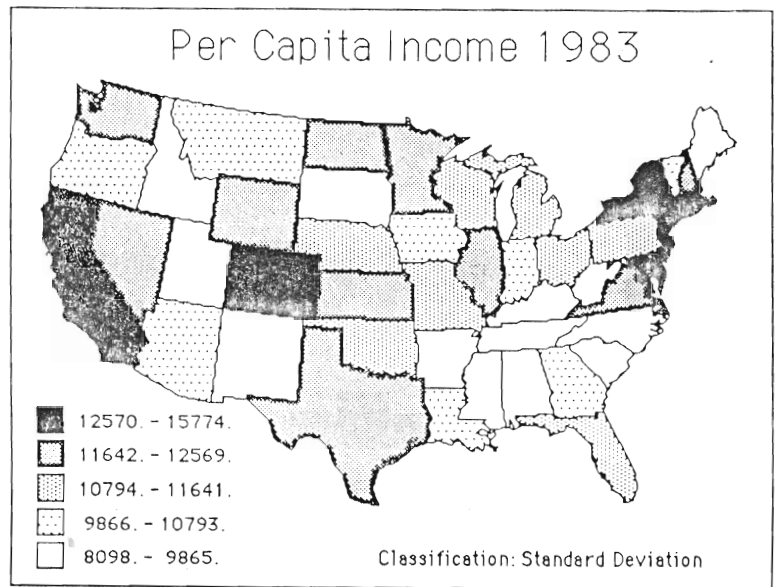 Per Capita Income 1983
12570. - 15774.
11642. - 12569.
10794. - 11641.
9866. - 10793.
8098. - 9865.
Classification: Standard Deviation